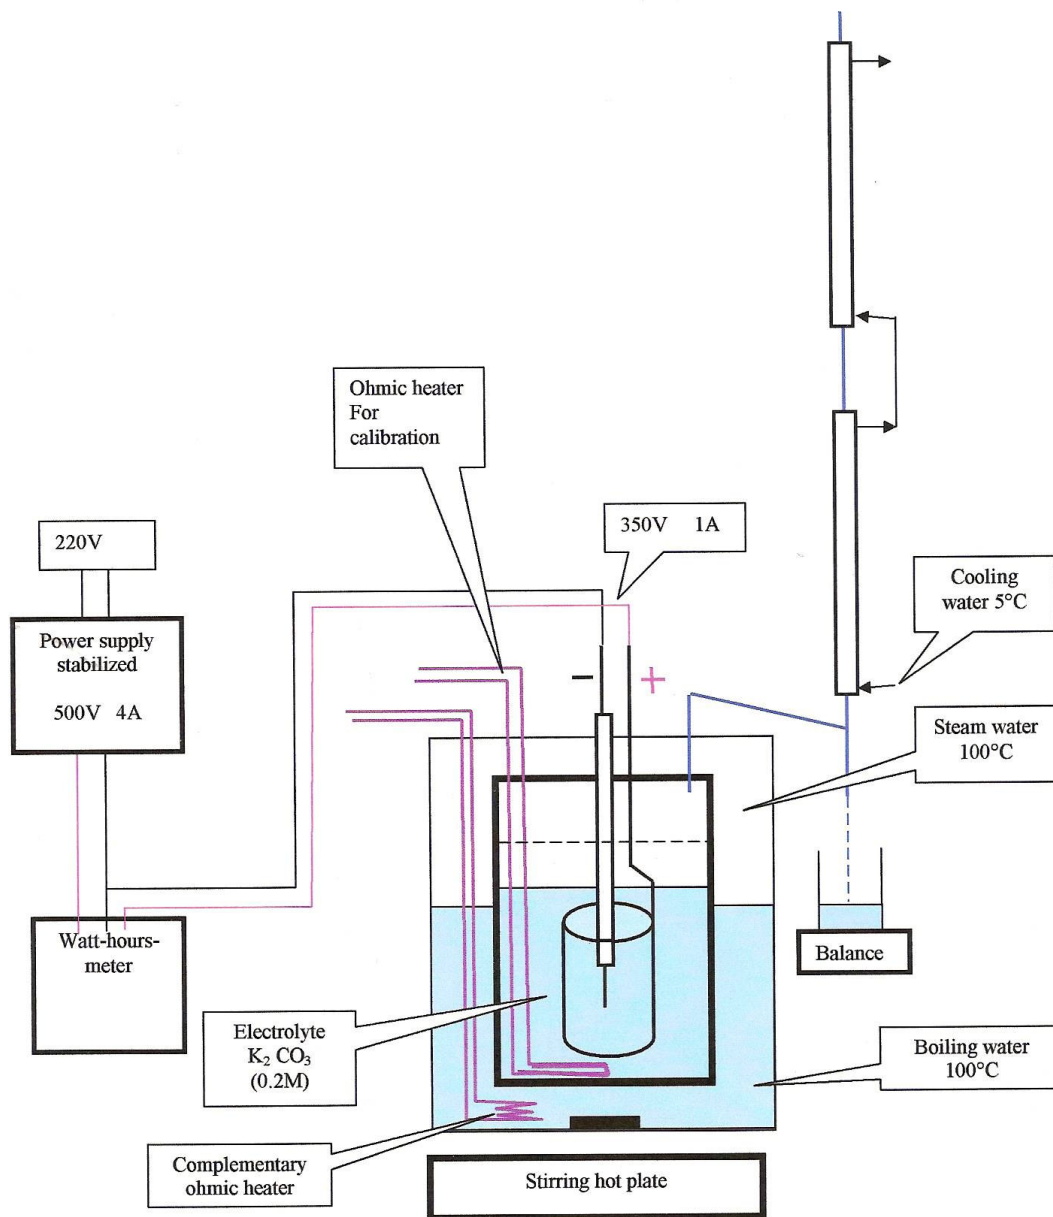 Ohmic heater
For
calibration
350V 1A
220V
Cooling
water 5°C
Power supply
stabilized
500V 4A
− +
Steam water
100°C
Watt-hours-
meter
Balance
Electrolyte
K₂ CO₃
(0.2M)
Boiling water
100°C
Complementary
ohmic heater
Stirring hot plate